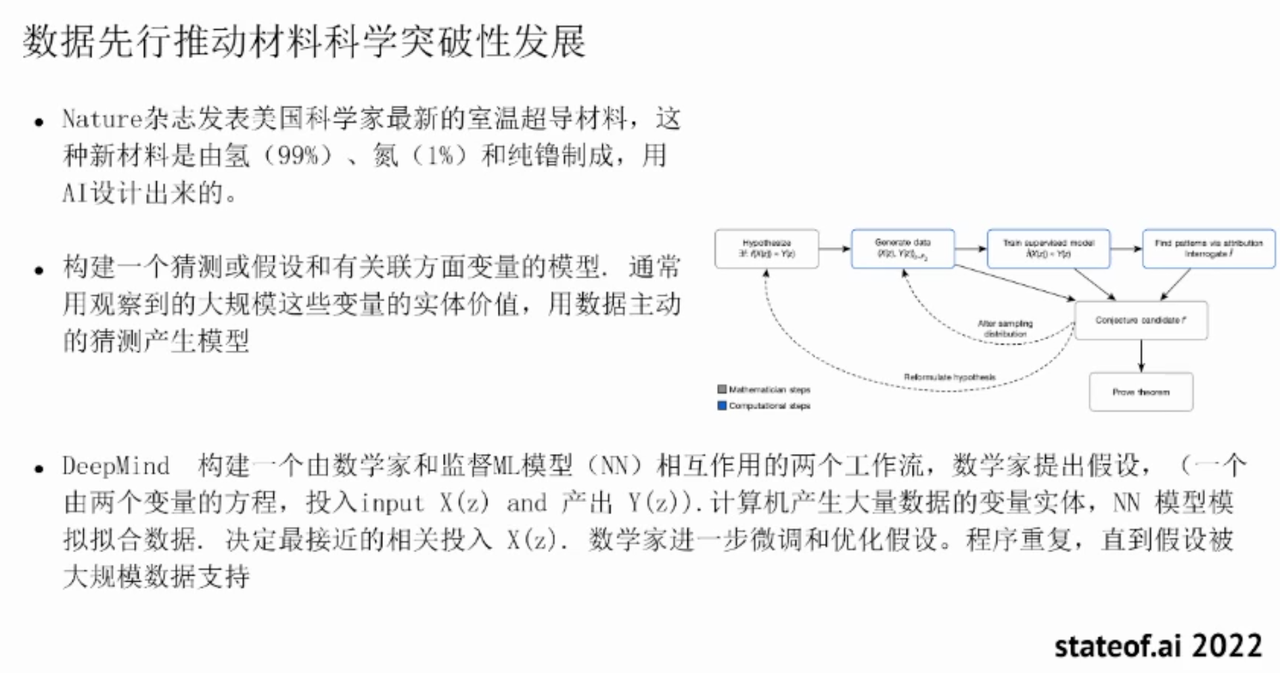 数据先行推动材料科学突破性发展
• Nature杂志发表美国科学家最新的室温超导材料，这
种新材料是由氢（99%）、氮（1%）和纯镥制成，用
AI设计出来的。
• 构建一个猜测或假设和有关联方面变量的模型. 通常
用观察到的大规模这些变量的实体价值，用数据主动
的猜测产生模型
Hypothesize
Generate data
Train supervised model
Find patterns via attribution
Interrogate f̂
Conjecture candidate f′
Alter sampling
distribution
Reformulate hypothesis
Prove theorem
Mathematician steps
Computational steps
• DeepMind 构建一个由数学家和监督ML模型（NN）相互作用的两个工作流，数学家提出假设，（一个
由两个变量的方程，投入input X(z) and 产出 Y(z)).计算机产生大量数据的变量实体，NN 模型模
拟拟合数据. 决定最接近的相关投入 X(z). 数学家进一步微调和优化假设。程序重复，直到假设被
大规模数据支持
stateof.ai 2022